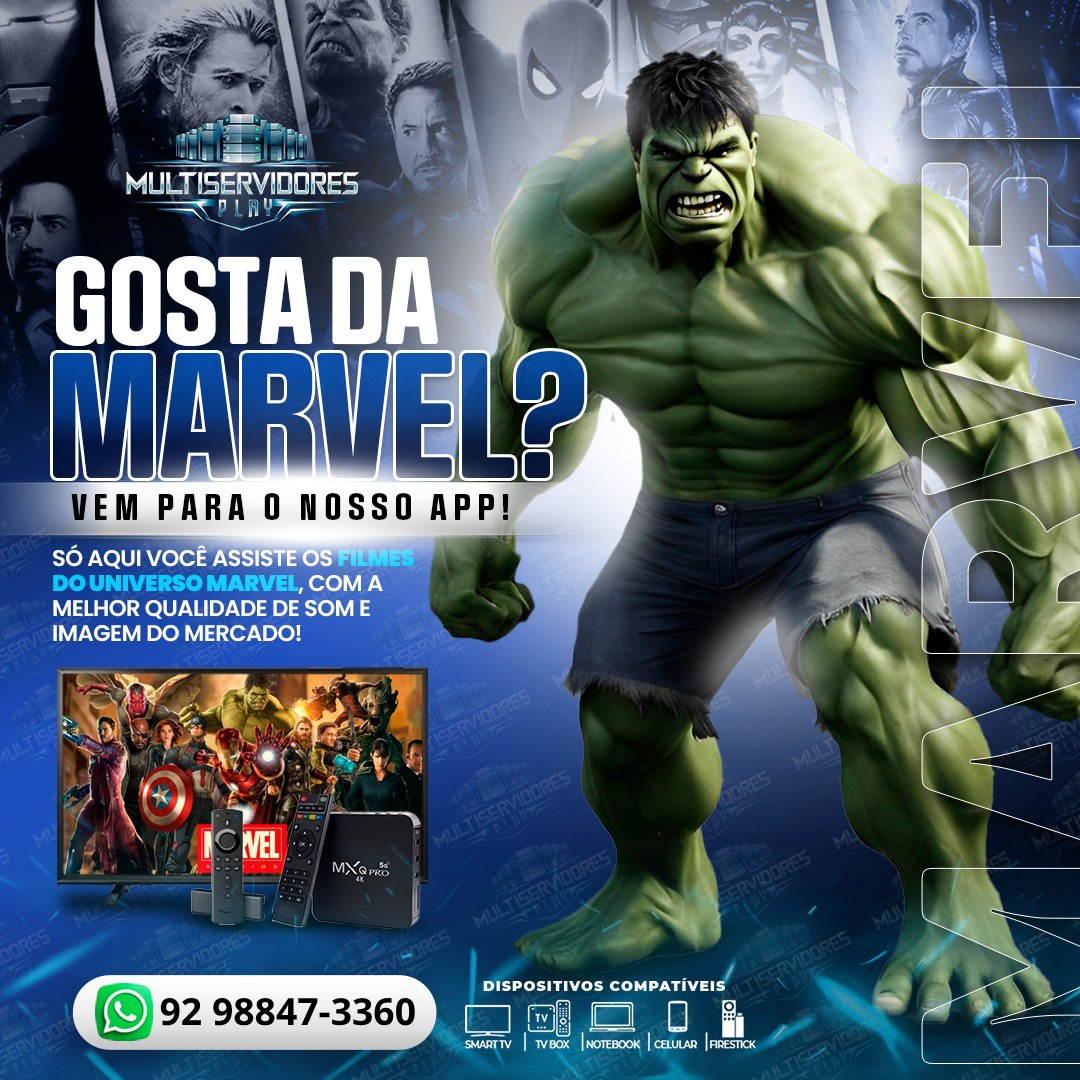 MULTISERVIDORES
PLAY
GOSTA DA
MARVEL?
VEM PARA O NOSSO APP!
SÓ AQUI VOCÊ ASSISTE OS FILMES
DO UNIVERSO MARVEL, COM A
MELHOR QUALIDADE DE SOM E
IMAGEM DO MERCADO!
MARVEL
MXQ PRO
5G
4K
92 98847-3360
DISPOSITIVOS COMPATÍVEIS
TV
SMART TV | TV BOX | NOTEBOOK | CELULAR | FIRESTICK
MARVEL